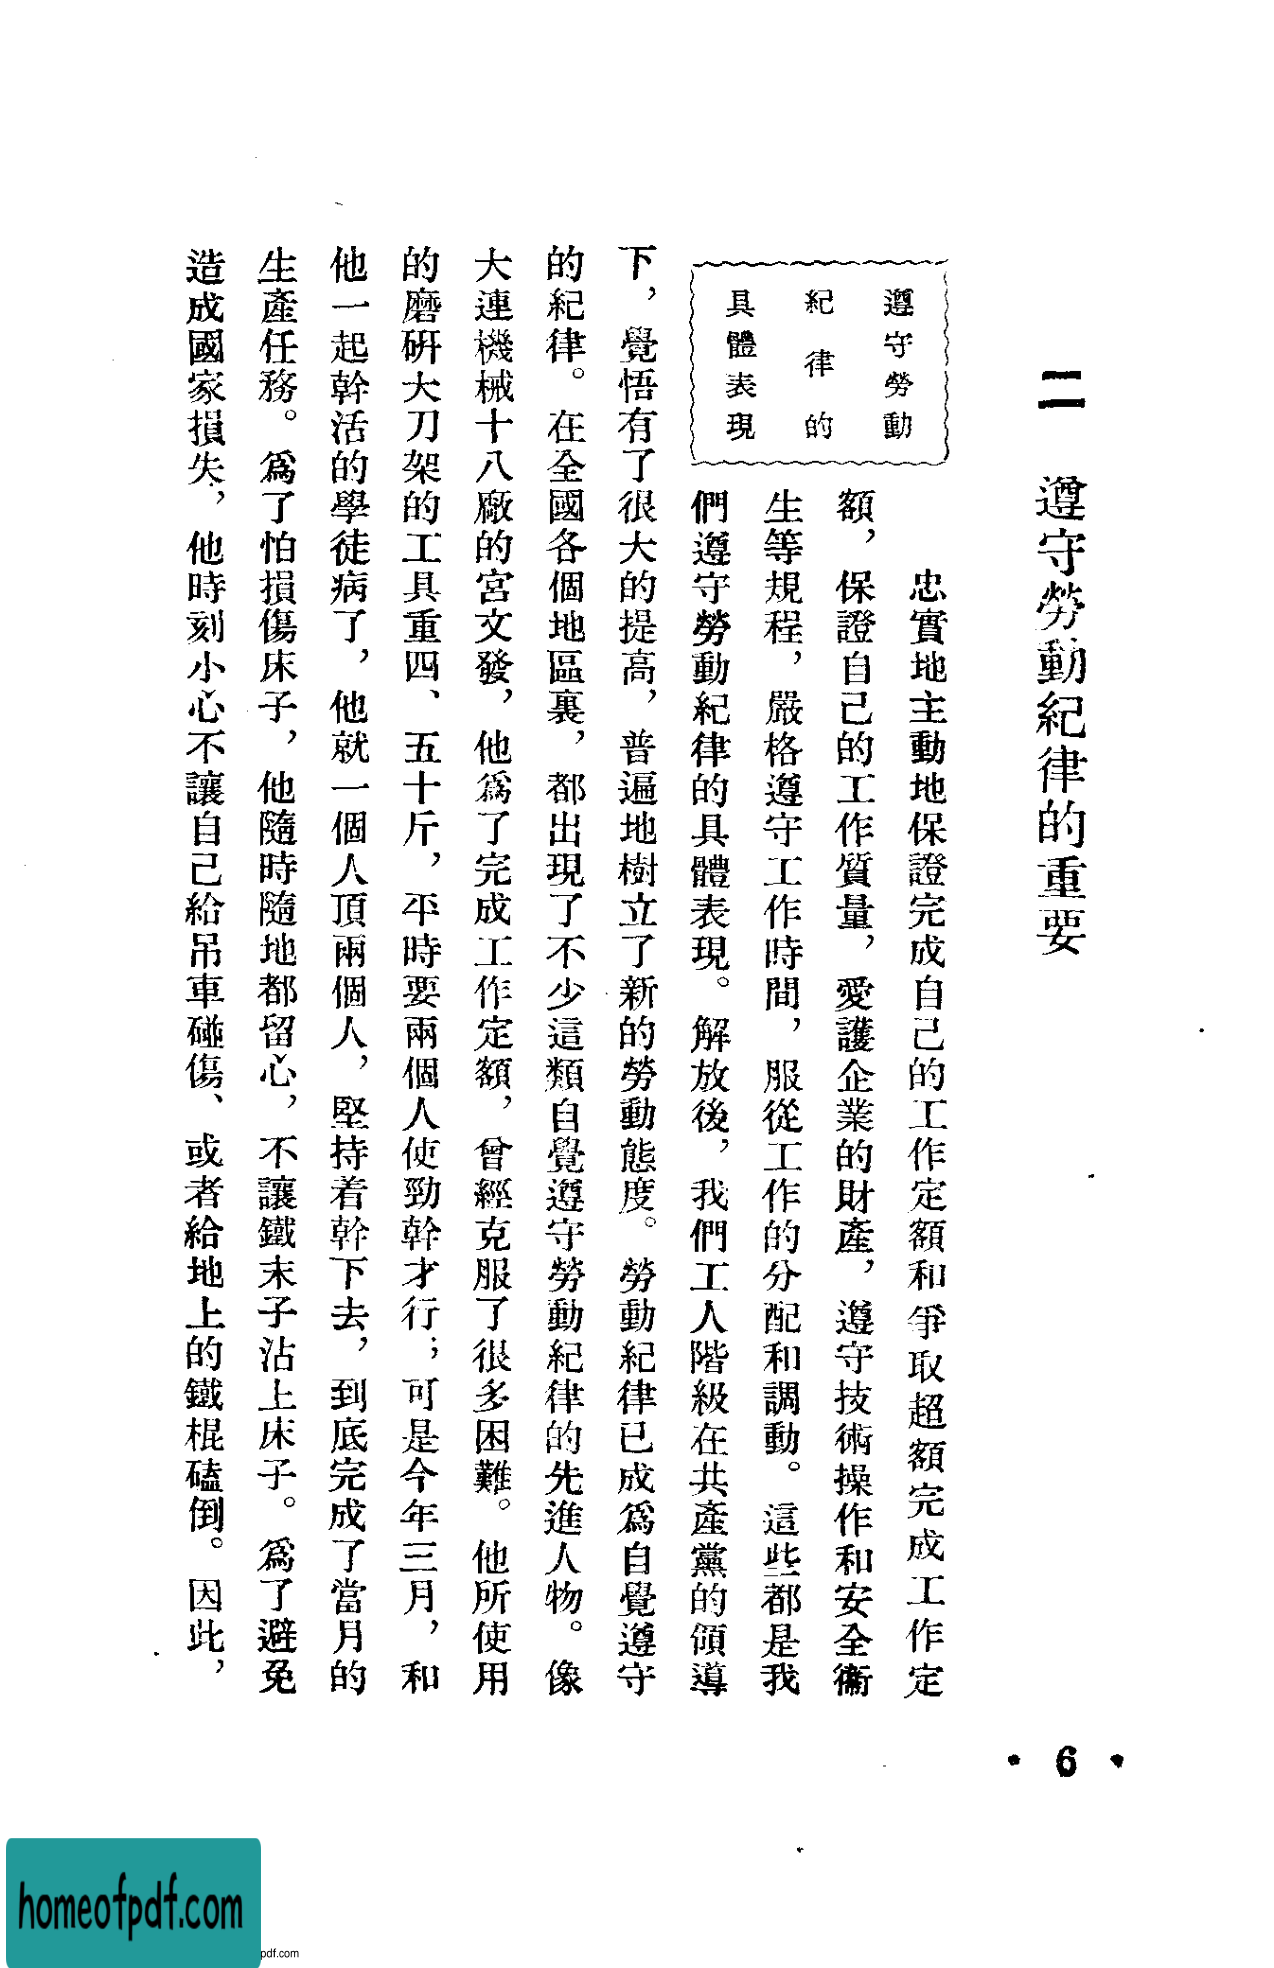 二　遵守勞動紀律的重要
遵守勞動
紀律的
具體表現
忠實地主動地保證完成自己的工作定額和爭取超額完成工作定
額，保證自己的工作質量，愛護企業的財產，遵守技術操作和安全衞
生等規程，嚴格遵守工作時間，服從工作的分配和調動。這些都是我
們遵守勞動紀律的具體表現。解放後，我們工人階級在共產黨的領導
下，覺悟有了很大的提高，普遍地樹立了新的勞動態度。勞動紀律已成爲自覺遵守
的紀律。在全國各個地區裏，都出現了不少這類自覺遵守勞動紀律的先進人物。像
大連機械十八廠的宮文發，他爲了完成工作定額，曾經克服了很多困難。他所使用
的磨研大刀架的工具重四、五十斤，平時要兩個人使勁幹才行；可是今年三月，和
他一起幹活的學徒病了，他就一個人頂兩個人，堅持着幹下去，到底完成了當月的
生產任務。爲了怕損傷床子，他隨時隨地都留心，不讓鐵末子沾上床子。爲了避免
造成國家損失，他時刻小心不讓自己給吊車碰傷、或者給地上的鐵棍磕倒。因此，
• 6 •
homeofpdf.com
pdf.com